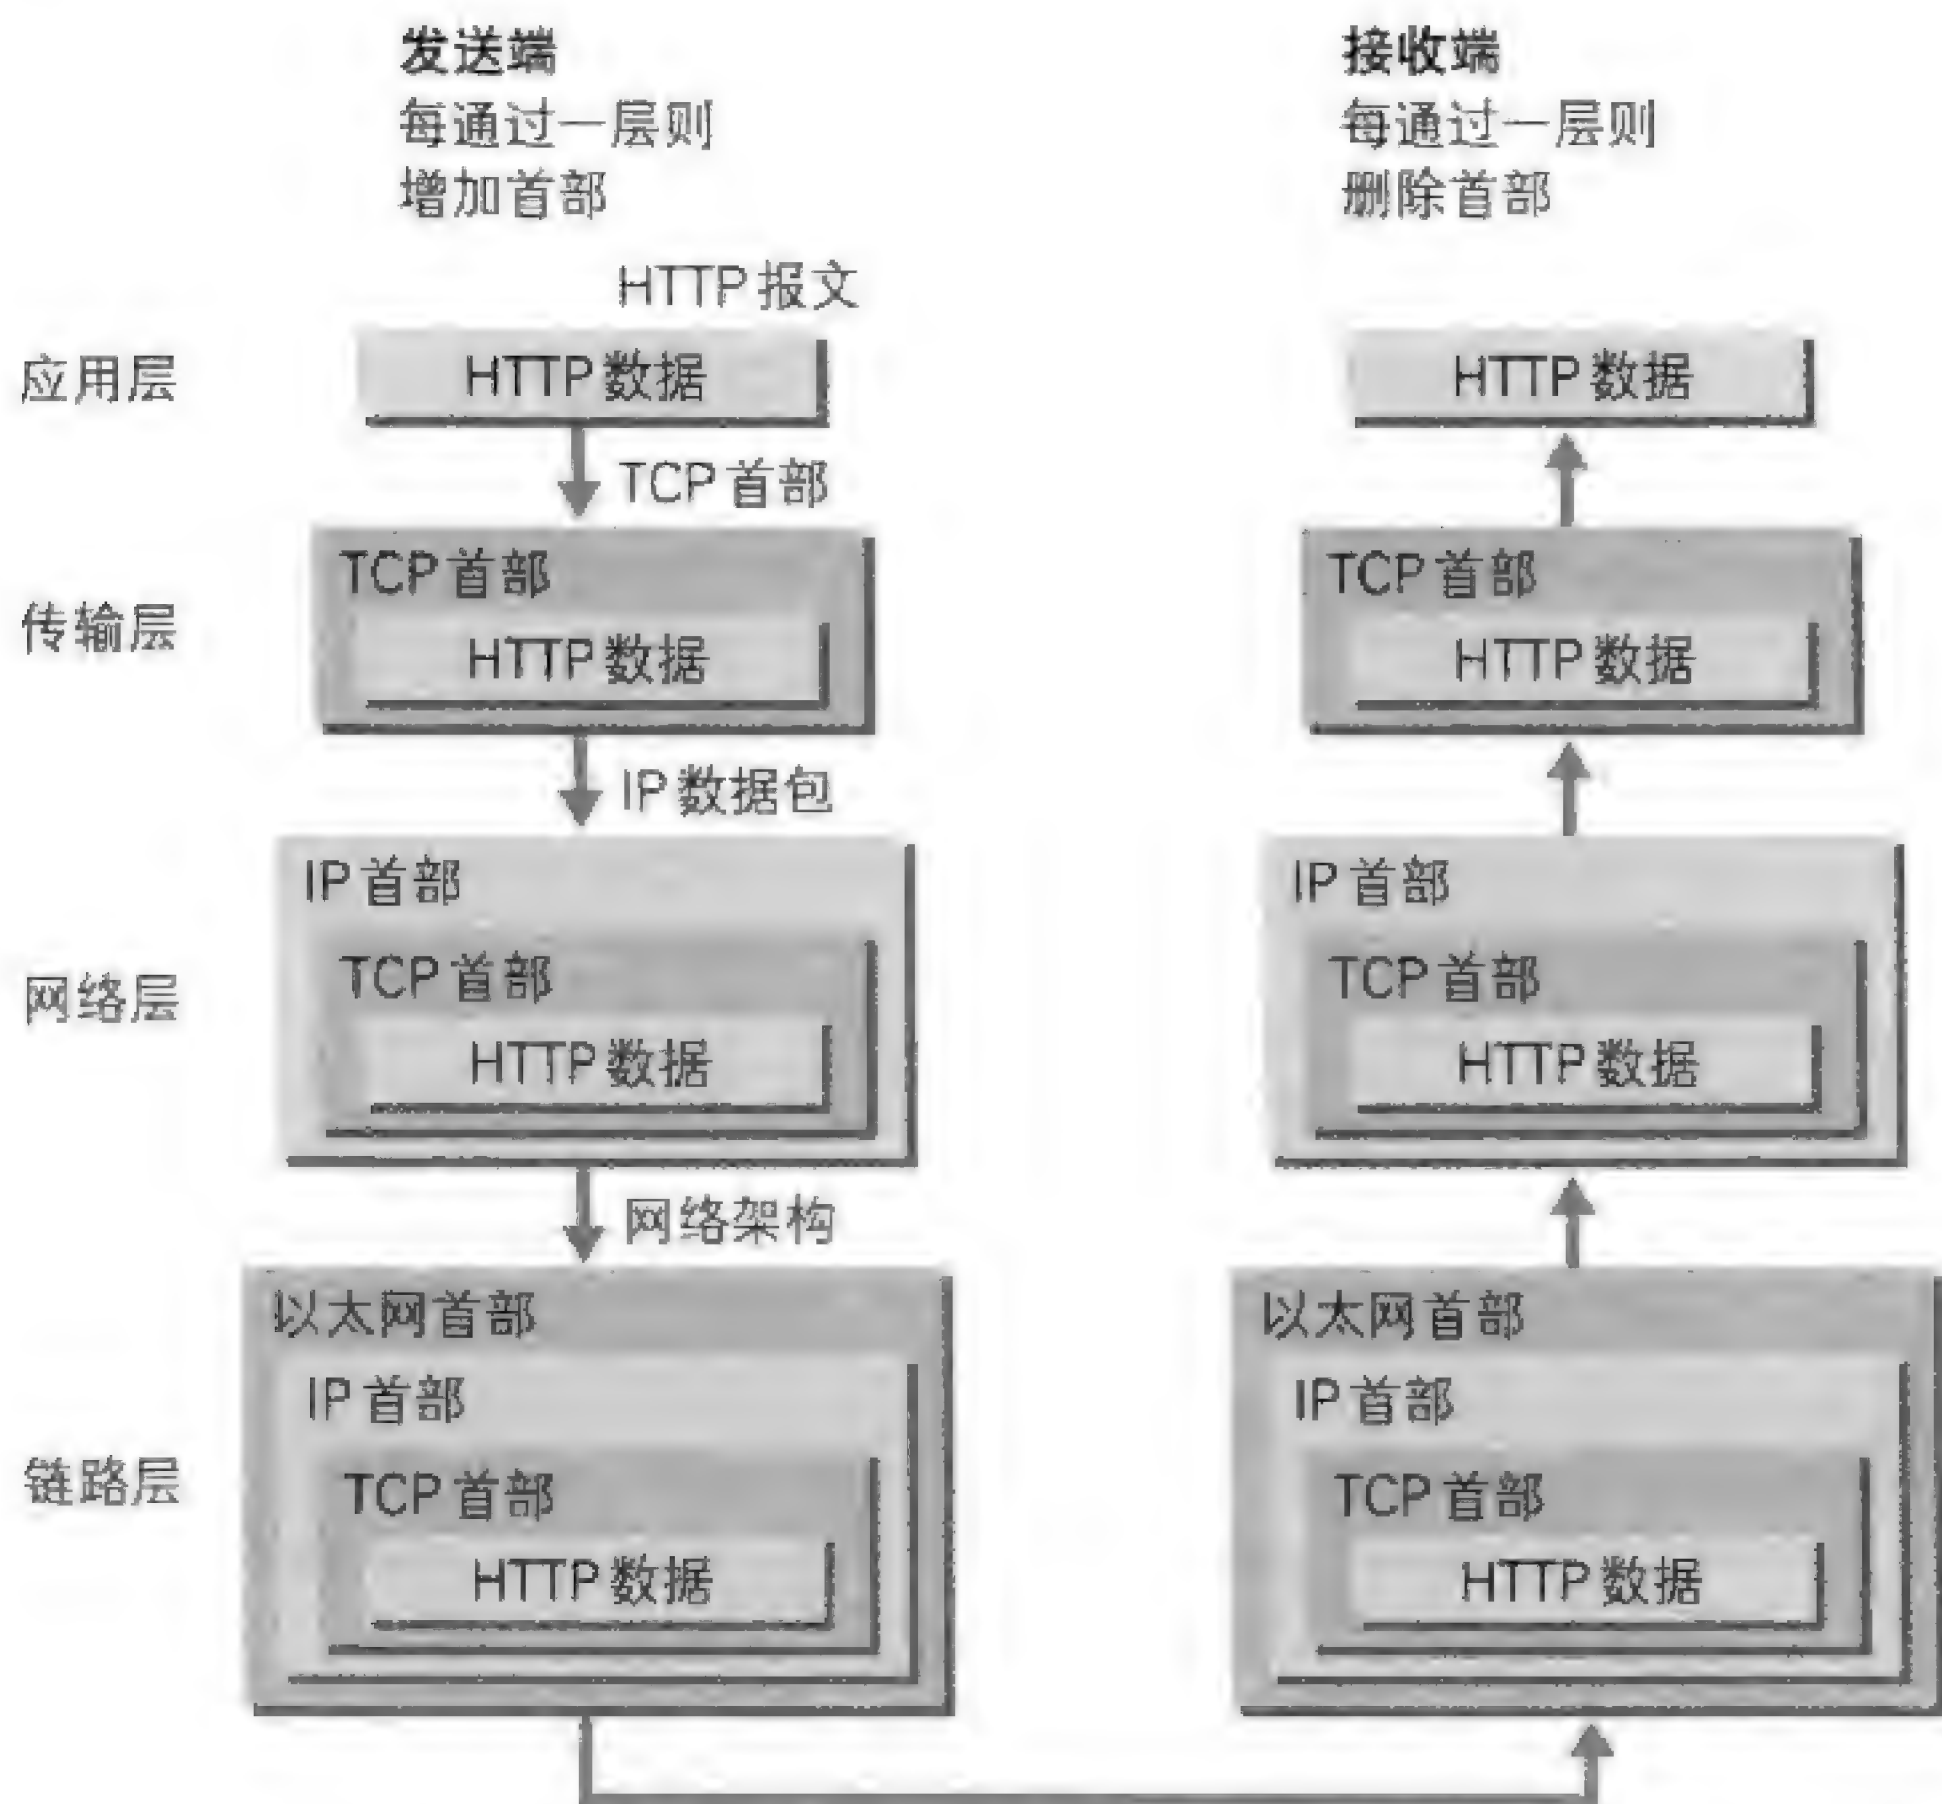 发送端
每通过一层则
增加首部
接收端
每通过一层则
删除首部
HTTP 报文
应用层
HTTP 数据
HTTP 数据
TCP 首部
传输层
TCP 首部
HTTP 数据
TCP 首部
HTTP 数据
IP 数据包
网络层
IP 首部
TCP 首部
HTTP 数据
IP 首部
TCP 首部
HTTP 数据
网络架构
链路层
以太网首部
IP 首部
TCP 首部
HTTP 数据
以太网首部
IP 首部
TCP 首部
HTTP 数据